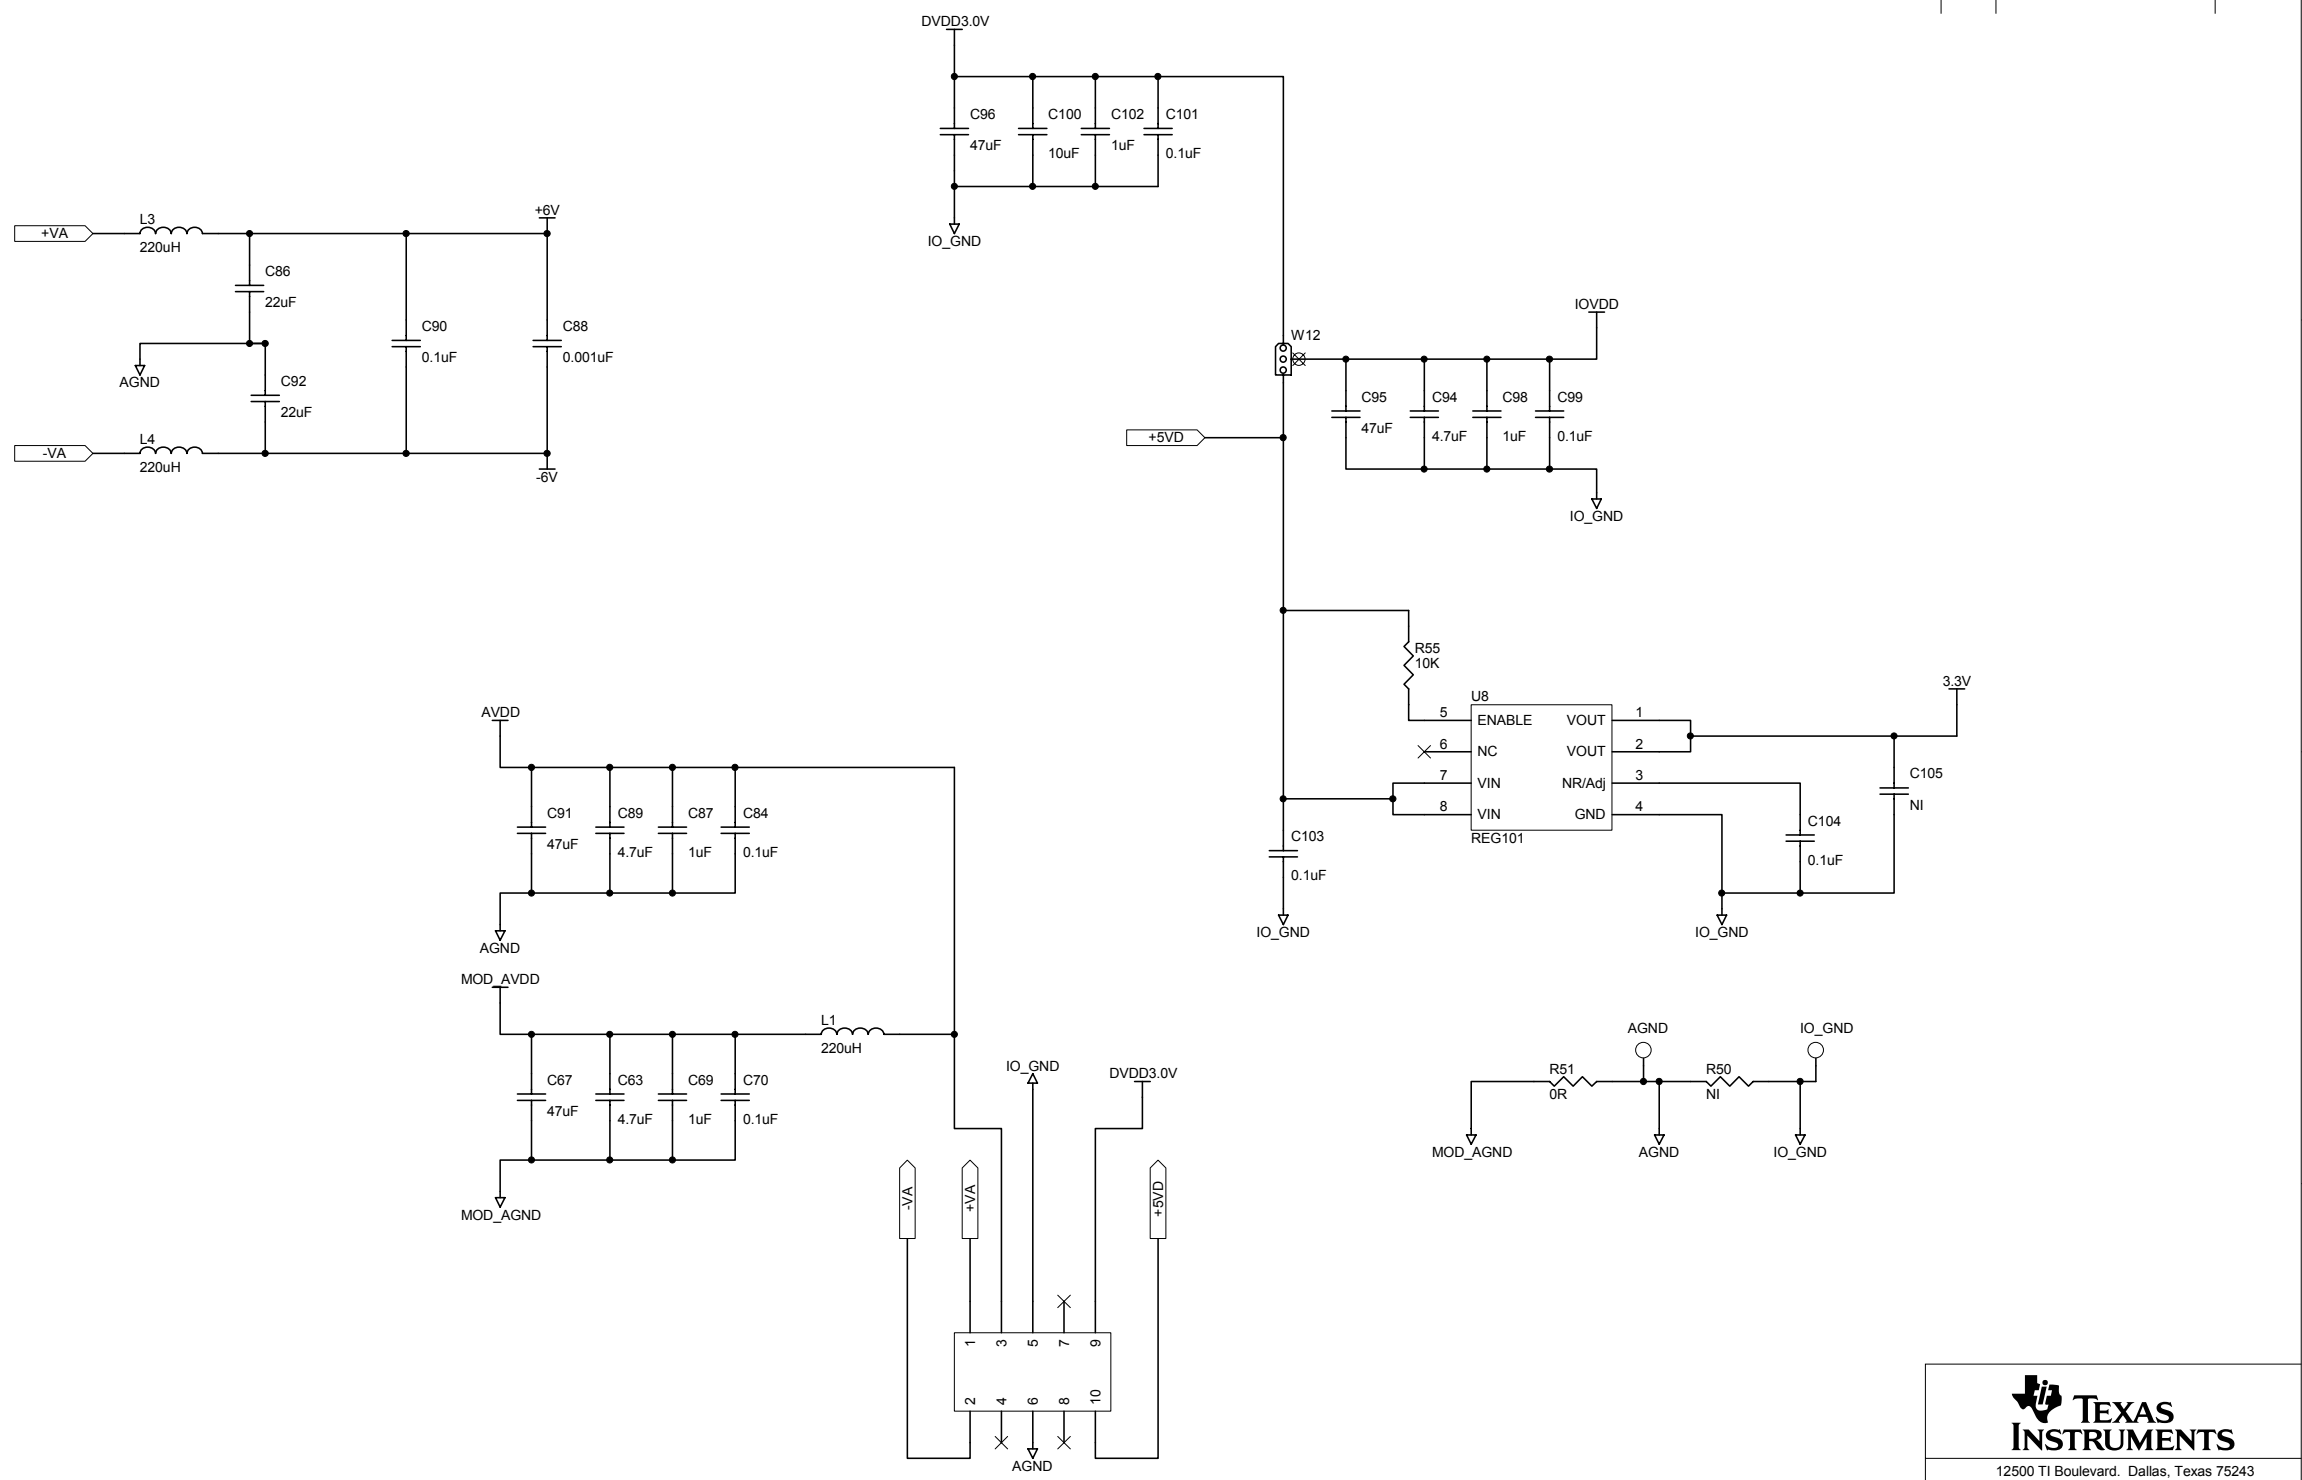 DVDD3.0V
C96
47uF
C100
10uF
C102
1uF
C101
0.1uF
IO_GND
+VA
L3
220uH
+6V
C86
22uF
C90
0.1uF
C88
0.001uF
AGND
C92
22uF
-VA
L4
220uH
-6V
W12
IOVDD
C95
47uF
C94
4.7uF
C98
1uF
C99
0.1uF
+5VD
IO_GND
R55
10K
U8
5
ENABLE
VOUT
1
6
NC
VOUT
2
7
VIN
NR/Adj
3
8
VIN
GND
4
REG101
3.3V
C105
NI
C104
0.1uF
C103
0.1uF
IO_GND
IO_GND
AVDD
C91
47uF
C89
4.7uF
C87
1uF
C84
0.1uF
AGND
MOD_AVDD
L1
220uH
C67
47uF
C63
4.7uF
C69
1uF
C70
0.1uF
MOD_AGND
IO_GND
DVDD3.0V
-VA
+VA
+5VD
1
3
5
7
9
2
4
6
8
10
AGND
AGND
IO_GND
R51
0R
R50
NI
MOD_AGND
AGND
IO_GND
TEXAS
INSTRUMENTS
12500 TI Boulevard. Dallas, Texas 75243